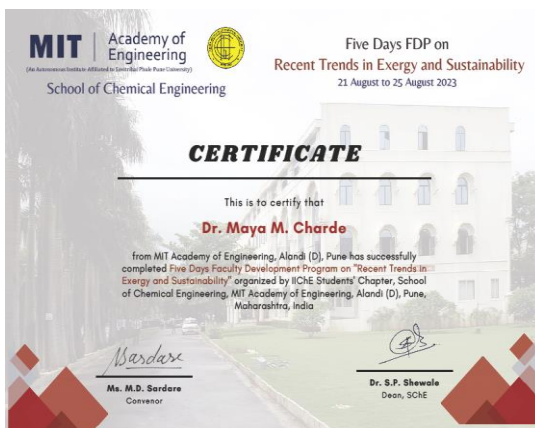 MIT
Academy of
Engineering
(An Autonomous Institute Affiliated to Savitribai Phule Pune University)
School of Chemical Engineering
Five Days FDP on
Recent Trends in Exergy and Sustainability
21 August to 25 August 2023
CERTIFICATE
This is to certify that
Dr. Maya M. Charde
from MIT Academy of Engineering, Alandi (D), Pune has successfully
completed Five Days Faculty Development Program on "Recent Trends in
Exergy and Sustainability" organized by IIChE Students' Chapter, School
of Chemical Engineering, MIT Academy of Engineering, Alandi (D), Pune,
Maharashtra, India
Msardare
Ms. M.D. Sardare
Convenor
Dr. S.P. Shewale
Dean, SChE